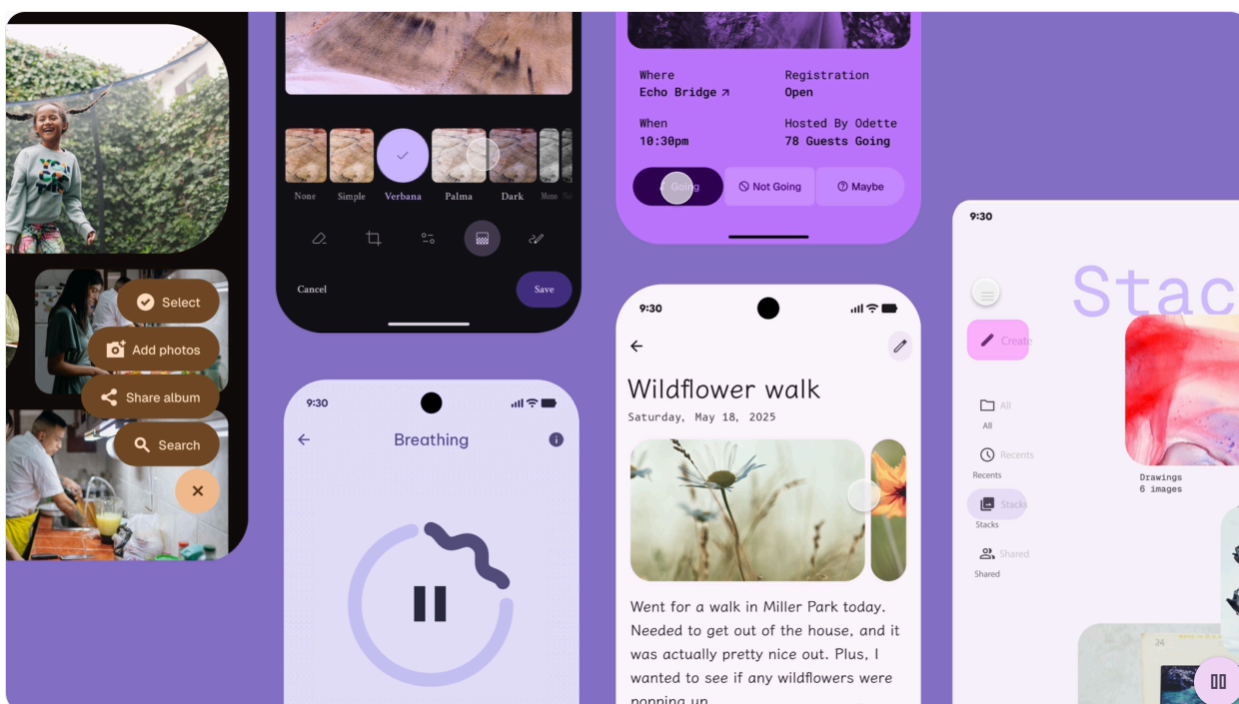 Select
Add photos
Share album
Search
None Simple Verbana Palma Dark
Cancel Save
9:30
Breathing
Where Registration
Echo Bridge Open
When Hosted By Odette
10:30pm 78 Guests Going
Going Not Going Maybe
9:30
Wildflower walk
Saturday, May 18, 2025
Went for a walk in Miller Park today.
Needed to get out of the house, and it
was actually pretty nice out. Plus, I
wanted to see if any wildflowers were
popping up
9:30
Stac
Create
All
All
Recents
Recents
Stacks
Stacks
Shared
Shared
Drawings
6 images
24